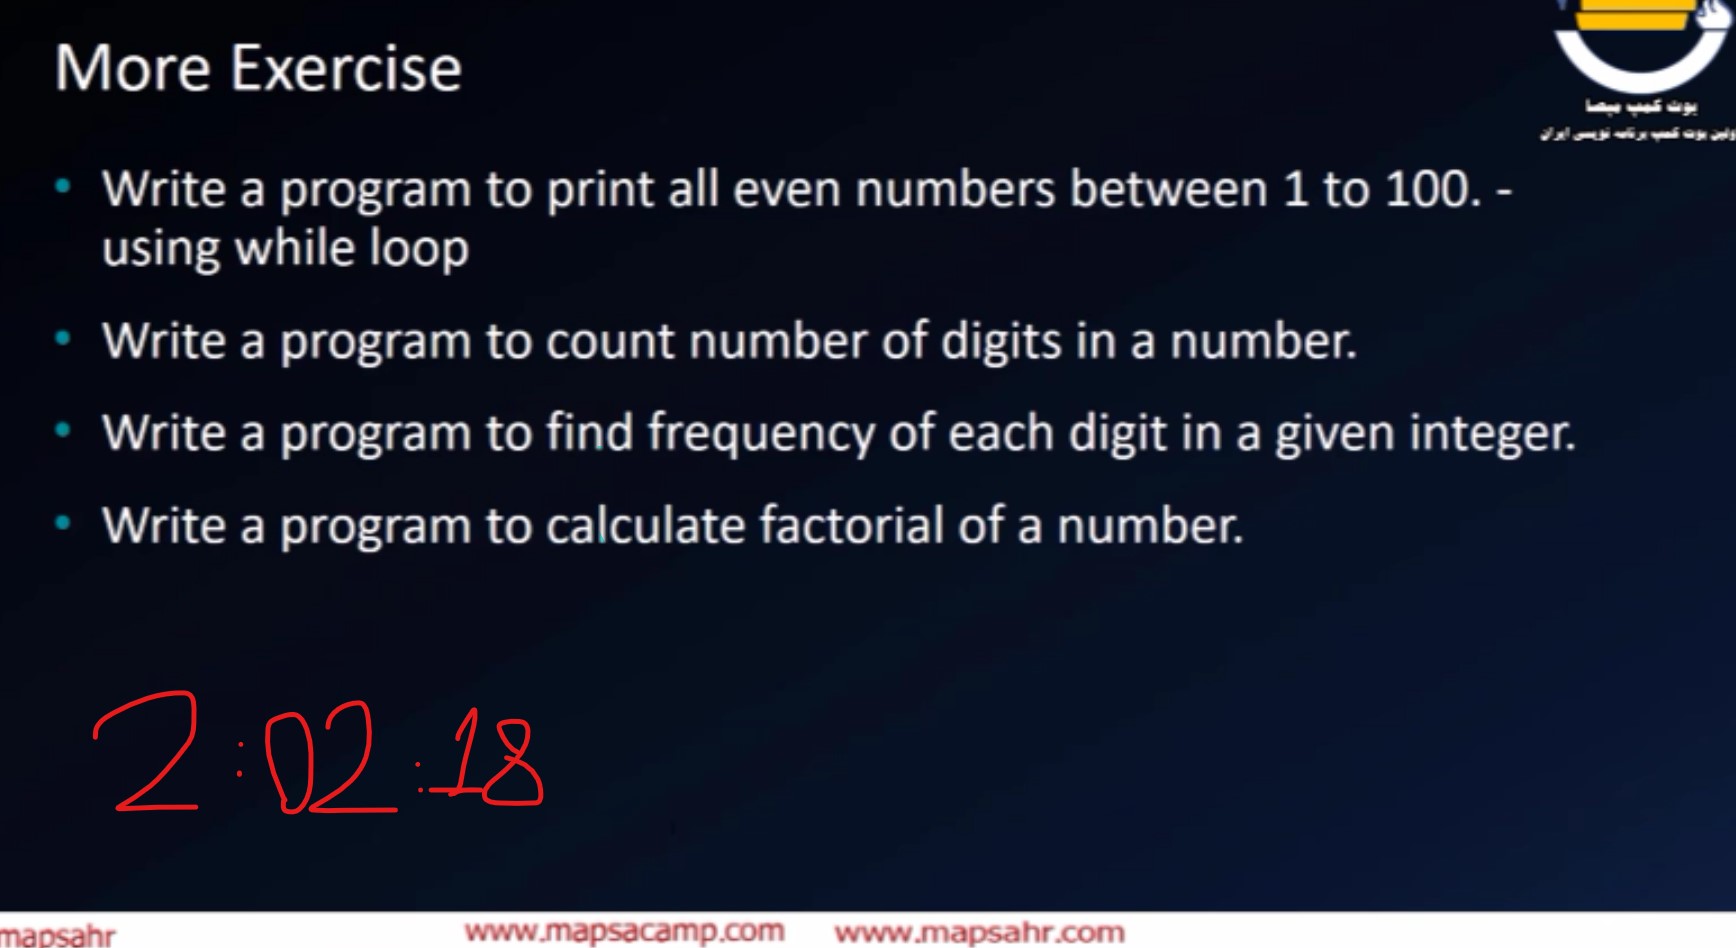 More Exercise
بوت کمپ مپصا
اولین بوت کمپ برنامه نویسی ایران
• Write a program to print all even numbers between 1 to 100. -
using while loop
• Write a program to count number of digits in a number.
• Write a program to find frequency of each digit in a given integer.
• Write a program to calculate factorial of a number.
2:02:18
mapsahr
www.mapsacamp.com
www.mapsahr.com